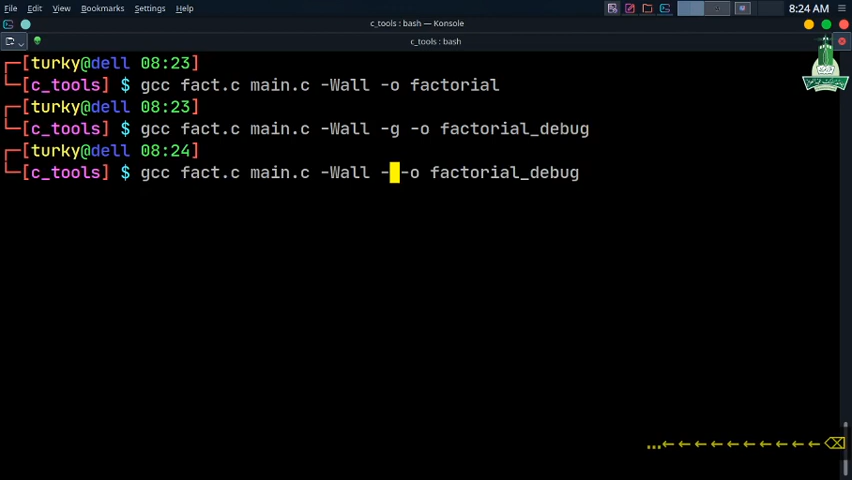 File Edit View Bookmarks Settings Help 8:24 AM
c_tools : bash — Konsole
c_tools : bash
┌─[turky@dell 08:23]
└─[c_tools] $ gcc fact.c main.c -Wall -o factorial
┌─[turky@dell 08:23]
└─[c_tools] $ gcc fact.c main.c -Wall -g -o factorial_debug
┌─[turky@dell 08:24]
└─[c_tools] $ gcc fact.c main.c -Wall - -o factorial_debug
…←←←←←←←←←←⌫